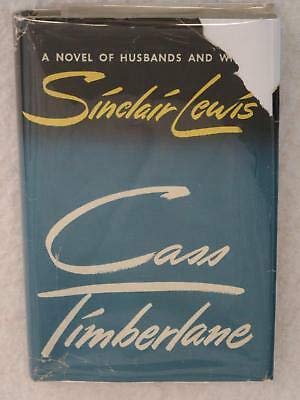 A NOVEL OF HUSBANDS AND
Sinclair Lewis
Cass
Timberlane